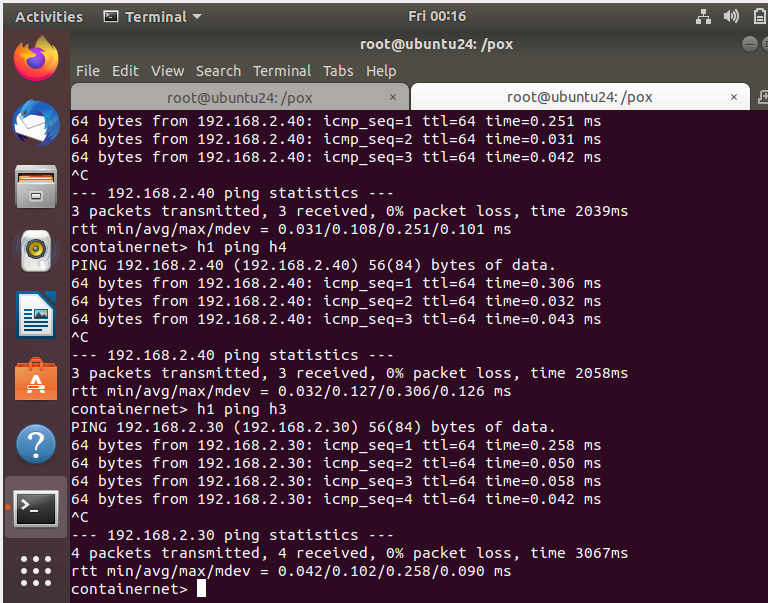 Activities Terminal Fri 00:16
root@ubuntu24: /pox
File Edit View Search Terminal Tabs Help
root@ubuntu24: /pox × root@ubuntu24: /pox ×
64 bytes from 192.168.2.40: icmp_seq=1 ttl=64 time=0.251 ms
64 bytes from 192.168.2.40: icmp_seq=2 ttl=64 time=0.031 ms
64 bytes from 192.168.2.40: icmp_seq=3 ttl=64 time=0.042 ms
^C
--- 192.168.2.40 ping statistics ---
3 packets transmitted, 3 received, 0% packet loss, time 2039ms
rtt min/avg/max/mdev = 0.031/0.108/0.251/0.101 ms
containernet> h1 ping h4
PING 192.168.2.40 (192.168.2.40) 56(84) bytes of data.
64 bytes from 192.168.2.40: icmp_seq=1 ttl=64 time=0.306 ms
64 bytes from 192.168.2.40: icmp_seq=2 ttl=64 time=0.032 ms
64 bytes from 192.168.2.40: icmp_seq=3 ttl=64 time=0.043 ms
^C
--- 192.168.2.40 ping statistics ---
3 packets transmitted, 3 received, 0% packet loss, time 2058ms
rtt min/avg/max/mdev = 0.032/0.127/0.306/0.126 ms
containernet> h1 ping h3
PING 192.168.2.30 (192.168.2.30) 56(84) bytes of data.
64 bytes from 192.168.2.30: icmp_seq=1 ttl=64 time=0.258 ms
64 bytes from 192.168.2.30: icmp_seq=2 ttl=64 time=0.050 ms
64 bytes from 192.168.2.30: icmp_seq=3 ttl=64 time=0.058 ms
64 bytes from 192.168.2.30: icmp_seq=4 ttl=64 time=0.042 ms
^C
--- 192.168.2.30 ping statistics ---
4 packets transmitted, 4 received, 0% packet loss, time 3067ms
rtt min/avg/max/mdev = 0.042/0.102/0.258/0.090 ms
containernet>